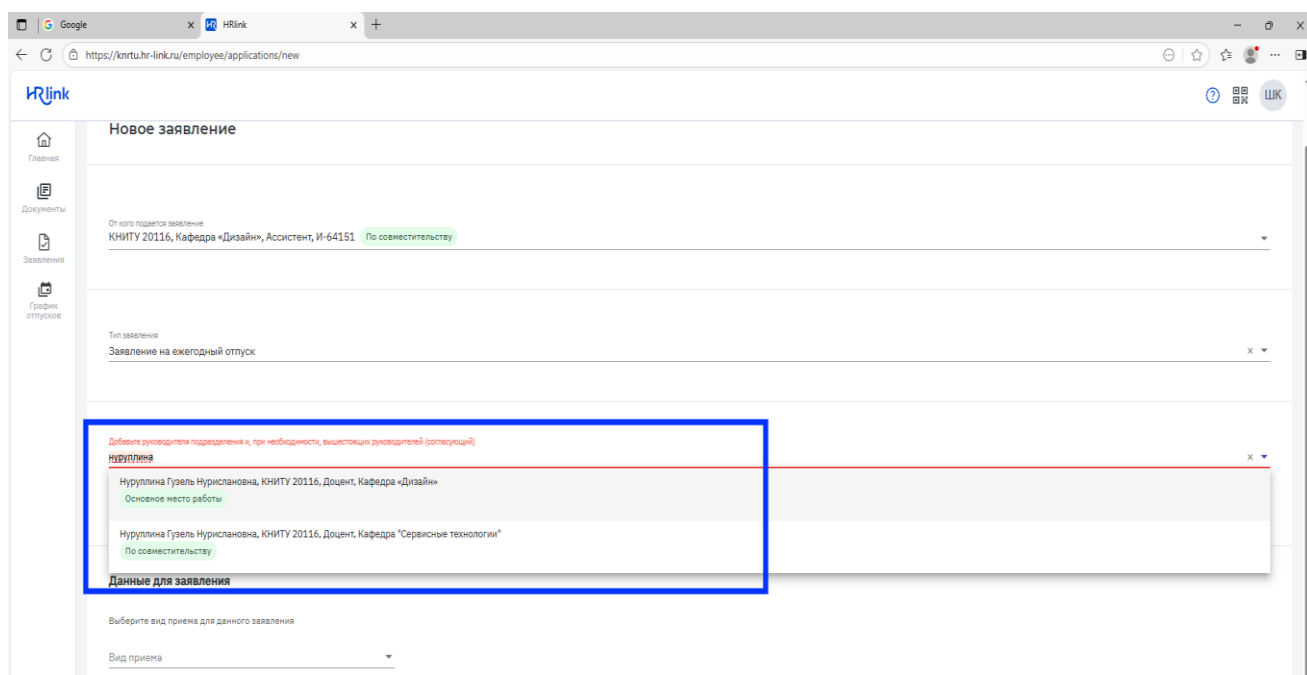 Google
HRlink
https://knrtu.hr-link.ru/employee/applications/new
HRlink
ШК
Новое заявление
Главная
Документы
Заявления
График
отпусков
От кого подается заявление
КНИТУ 20116, Кафедра «Дизайн», Ассистент, И-64151 По совместительству
Тип заявления
Заявление на ежегодный отпуск
Добавьте руководителя подразделения и, при необходимости, вышестоящих руководителей (согласующий)
нуруллина
Нуруллина Гузель Нурислановна, КНИТУ 20116, Доцент, Кафедра «Дизайн»
Основное место работы
Нуруллина Гузель Нурислановна, КНИТУ 20116, Доцент, Кафедра "Сервисные технологии"
По совместительству
Данные для заявления
Выберите вид приема для данного заявления
Вид приема